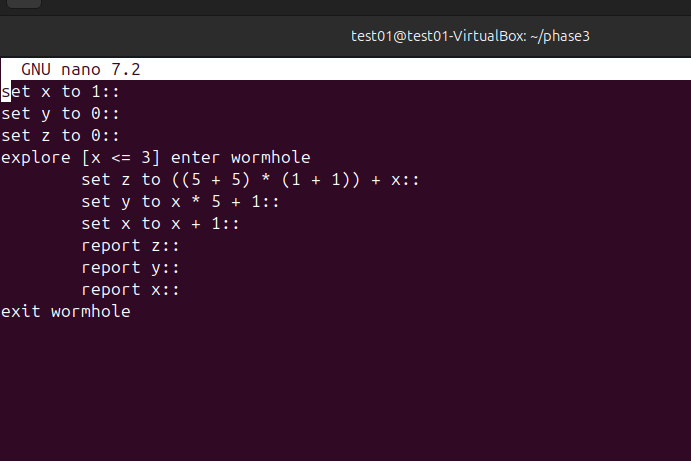 test01@test01-VirtualBox: ~/phase3
GNU nano 7.2
set x to 1::
set y to 0::
set z to 0::
explore [x <= 3] enter wormhole
        set z to ((5 + 5) * (1 + 1)) + x::
        set y to x * 5 + 1::
        set x to x + 1::
        report z::
        report y::
        report x::
exit wormhole